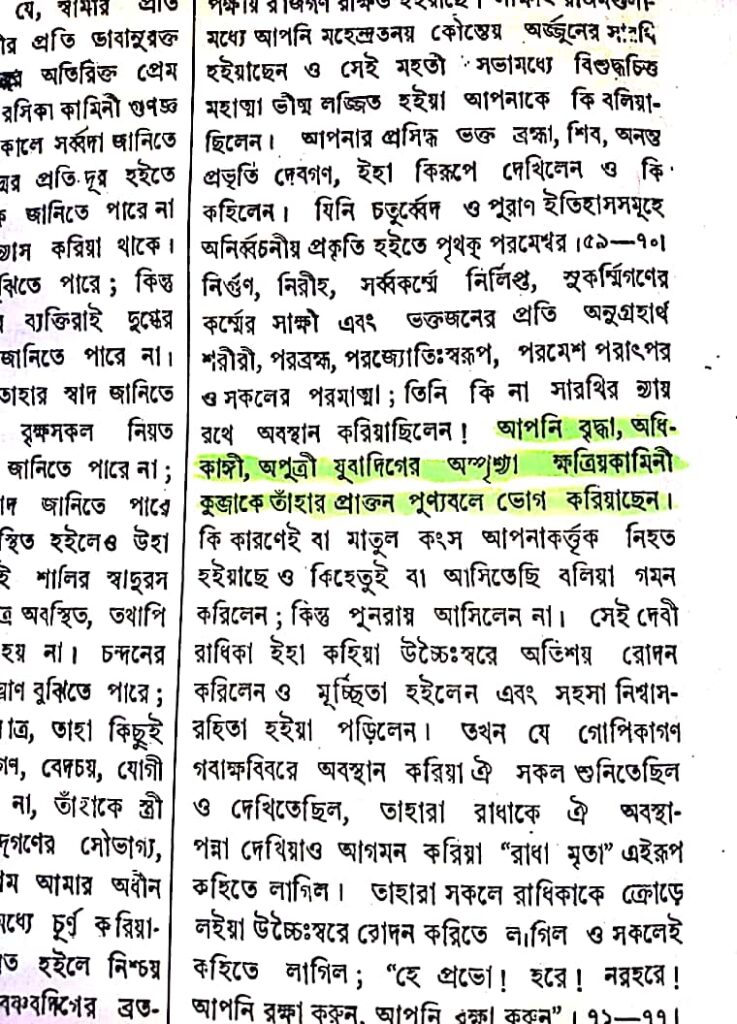 যে, স্বামীর প্রতি
র প্রতি ভাবানুরক্ত
অতিরিক্ত প্রেম
রসিকা কামিনী গুণজ্ঞ
কালে সর্ব্বদা জানিতে
প্রতি দূর হইতে
জানিতে পারে না
করিয়া থাকে।
ঝিতে পারে; কিন্তু
ব্যক্তিরাই দুগ্ধের
জানিতে পারে না।
তাহার স্বাদ জানিতে
বৃক্ষসকল নিয়ত
জানিতে পারে না;
জানিতে পারে
স্থিত হইলেও উহা
শালির স্বাদুরস
অবস্থিত, তথাপি
হয় না। চন্দনের
ঘ্রাণ বুঝিতে পারে;
মাত্র, তাহা কিছুই
গণ, বেদচয়, যোগী
না, তাঁহাকে স্ত্রী
দ্গণের সৌভাগ্য,
আমার অধীন
মধ্যে চূর্ণ করিয়া-
ত হইলে নিশ্চয়
বদিগের ব্রত-
মধ্যে আপনি মহেন্দ্রতনয় কৌন্তেয় অর্জ্জুনের সারথি
হইয়াছেন ও সেই মহতী সভামধ্যে বিশুদ্ধচিত্ত
মহাত্মা ভীষ্ম লজ্জিত হইয়া আপনাকে কি বলিয়া-
ছিলেন। আপনার প্রসিদ্ধ ভক্ত ব্রহ্মা, শিব, অনন্ত
প্রভৃতি দেবগণ, ইহা কিরূপে দেখিলেন ও কি
কহিলেন। যিনি চতুর্ব্বেদ ও পুরাণ ইতিহাসসমূহে
অনির্ব্বচনীয় প্রকৃতি হইতে পৃথক্ পরমেশ্বর।৫৯—৭০।
নির্গুণ, নিরীহ, সর্ব্বকর্ম্মে নির্লিপ্ত, সুকর্ম্মিগণের
কর্ম্মের সাক্ষী এবং ভক্তজনের প্রতি অনুগ্রহার্থ
শরীরী, পরব্রহ্ম, পরজ্যোতিঃস্বরূপ, পরমেশ পরাৎপর
ও সকলের পরমাত্মা; তিনি কি না সারথির ন্যায়
রথে অবস্থান করিয়াছিলেন! আপনি বৃদ্ধা, অধি-
কাঙ্গী, অপুত্রী যুবাদিগের অস্পৃশ্যা ক্ষত্রিয়কামিনী
কুব্জাকে তাঁহার প্রাক্তন পুণ্যবলে ভোগ করিয়াছেন।
কি কারণেই বা মাতুল কংস আপনাকর্ত্তৃক নিহত
হইয়াছে ও কিহেতুই বা আসিতেছি বলিয়া গমন
করিলেন; কিন্তু পুনরায় আসিলেন না। সেই দেবী
রাধিকা ইহা কহিয়া উচ্চৈঃস্বরে অতিশয় রোদন
করিলেন ও মূর্চ্ছিতা হইলেন এবং সহসা নিশ্বাস-
রহিতা হইয়া পড়িলেন। তখন যে গোপিকাগণ
গবাক্ষবিবরে অবস্থান করিয়া ঐ সকল শুনিতেছিল
ও দেখিতেছিল, তাহারা রাধাকে ঐ অবস্থা-
পন্না দেখিয়াও আগমন করিয়া “রাধা মৃতা” এইরূপ
কহিতে লাগিল। তাহারা সকলে রাধিকাকে ক্রোড়ে
লইয়া উচ্চৈঃস্বরে রোদন করিতে লাগিল ও সকলেই
কহিতে লাগিল; “হে প্রভো! হরে! নরহরে!
আপনি রক্ষা করুন, আপনি রক্ষা করুন”। ৭১—৭৭।